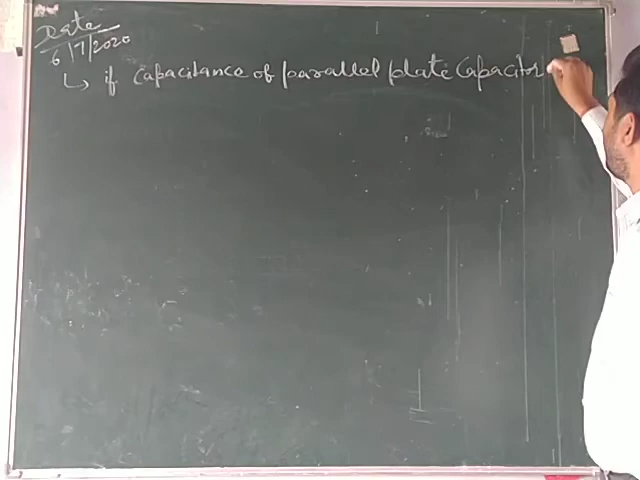 Date
6/7/2020
↳ if capacitance of parallel plate capacitor